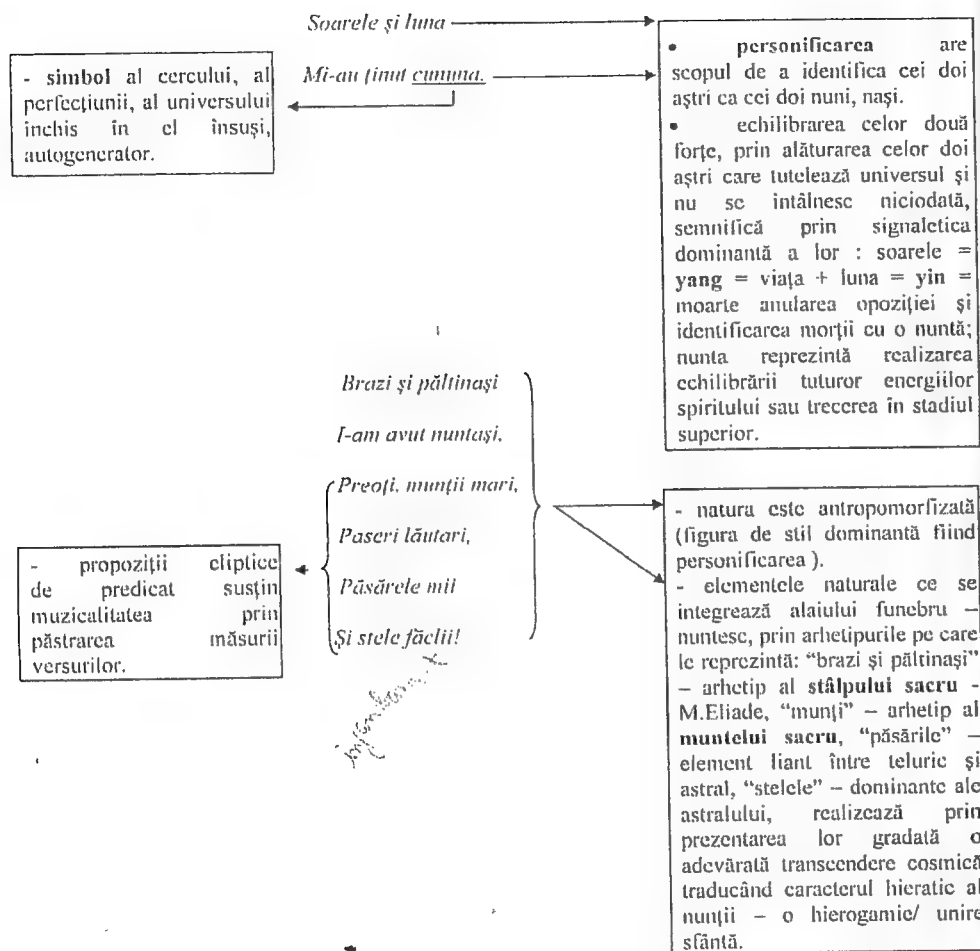 Soarele și luna
Mi-au ținut cununa.
- simbol al cercului, al
perfecțiunii, al universului
închis în el însuși,
autogenerator.
• personificarea are
scopul de a identifica cei doi
aștri ca cei doi nuni, nași.
• echilibrarea celor două
forțe, prin alăturarea celor doi
aștri care tutelează universul și
nu se întâlnesc niciodată,
semnifică prin signaletica
dominantă a lor : soarele =
yang = viața + luna = yin =
moarte anularea opoziției și
identificarea morții cu o nuntă;
nunta reprezintă realizarea
echilibrării tuturor energiilor
spiritului sau trecerea în stadiul
superior.
Brazi și păltinași
I-am avut nuntași,
Preoți, munții mari,
Paseri lăutari,
Păsărele mii
Și stele făclii!
- propoziții eliptice
de predicat susțin
muzicalitatea prin
păstrarea măsurii
versurilor.
- natura este antropomorfizată
(figura de stil dominantă fiind
personificarea ).
- elementele naturale ce se
integrează alaiului funebru –
nuntesc, prin arhetipurile pe care
le reprezintă: “brazi și păltinași”
– arhetip al stâlpului sacru -
M.Eliade, “munți” – arhetip al
muntelui sacru, “păsările” –
element liant între teluric și
astral, “stelele” – dominante ale
astralului, realizează prin
prezentarea lor gradată o
adevărată transcendere cosmică
traducând caracterul hieratic al
nunții – o hierogamie/ unire
sfântă.